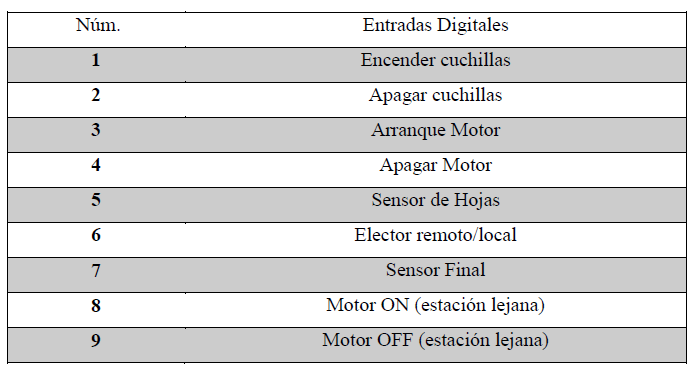 Núm. Entradas Digitales
1 Encender cuchillas
2 Apagar cuchillas
3 Arranque Motor
4 Apagar Motor
5 Sensor de Hojas
6 Elector remoto/local
7 Sensor Final
8 Motor ON (estación lejana)
9 Motor OFF (estación lejana)